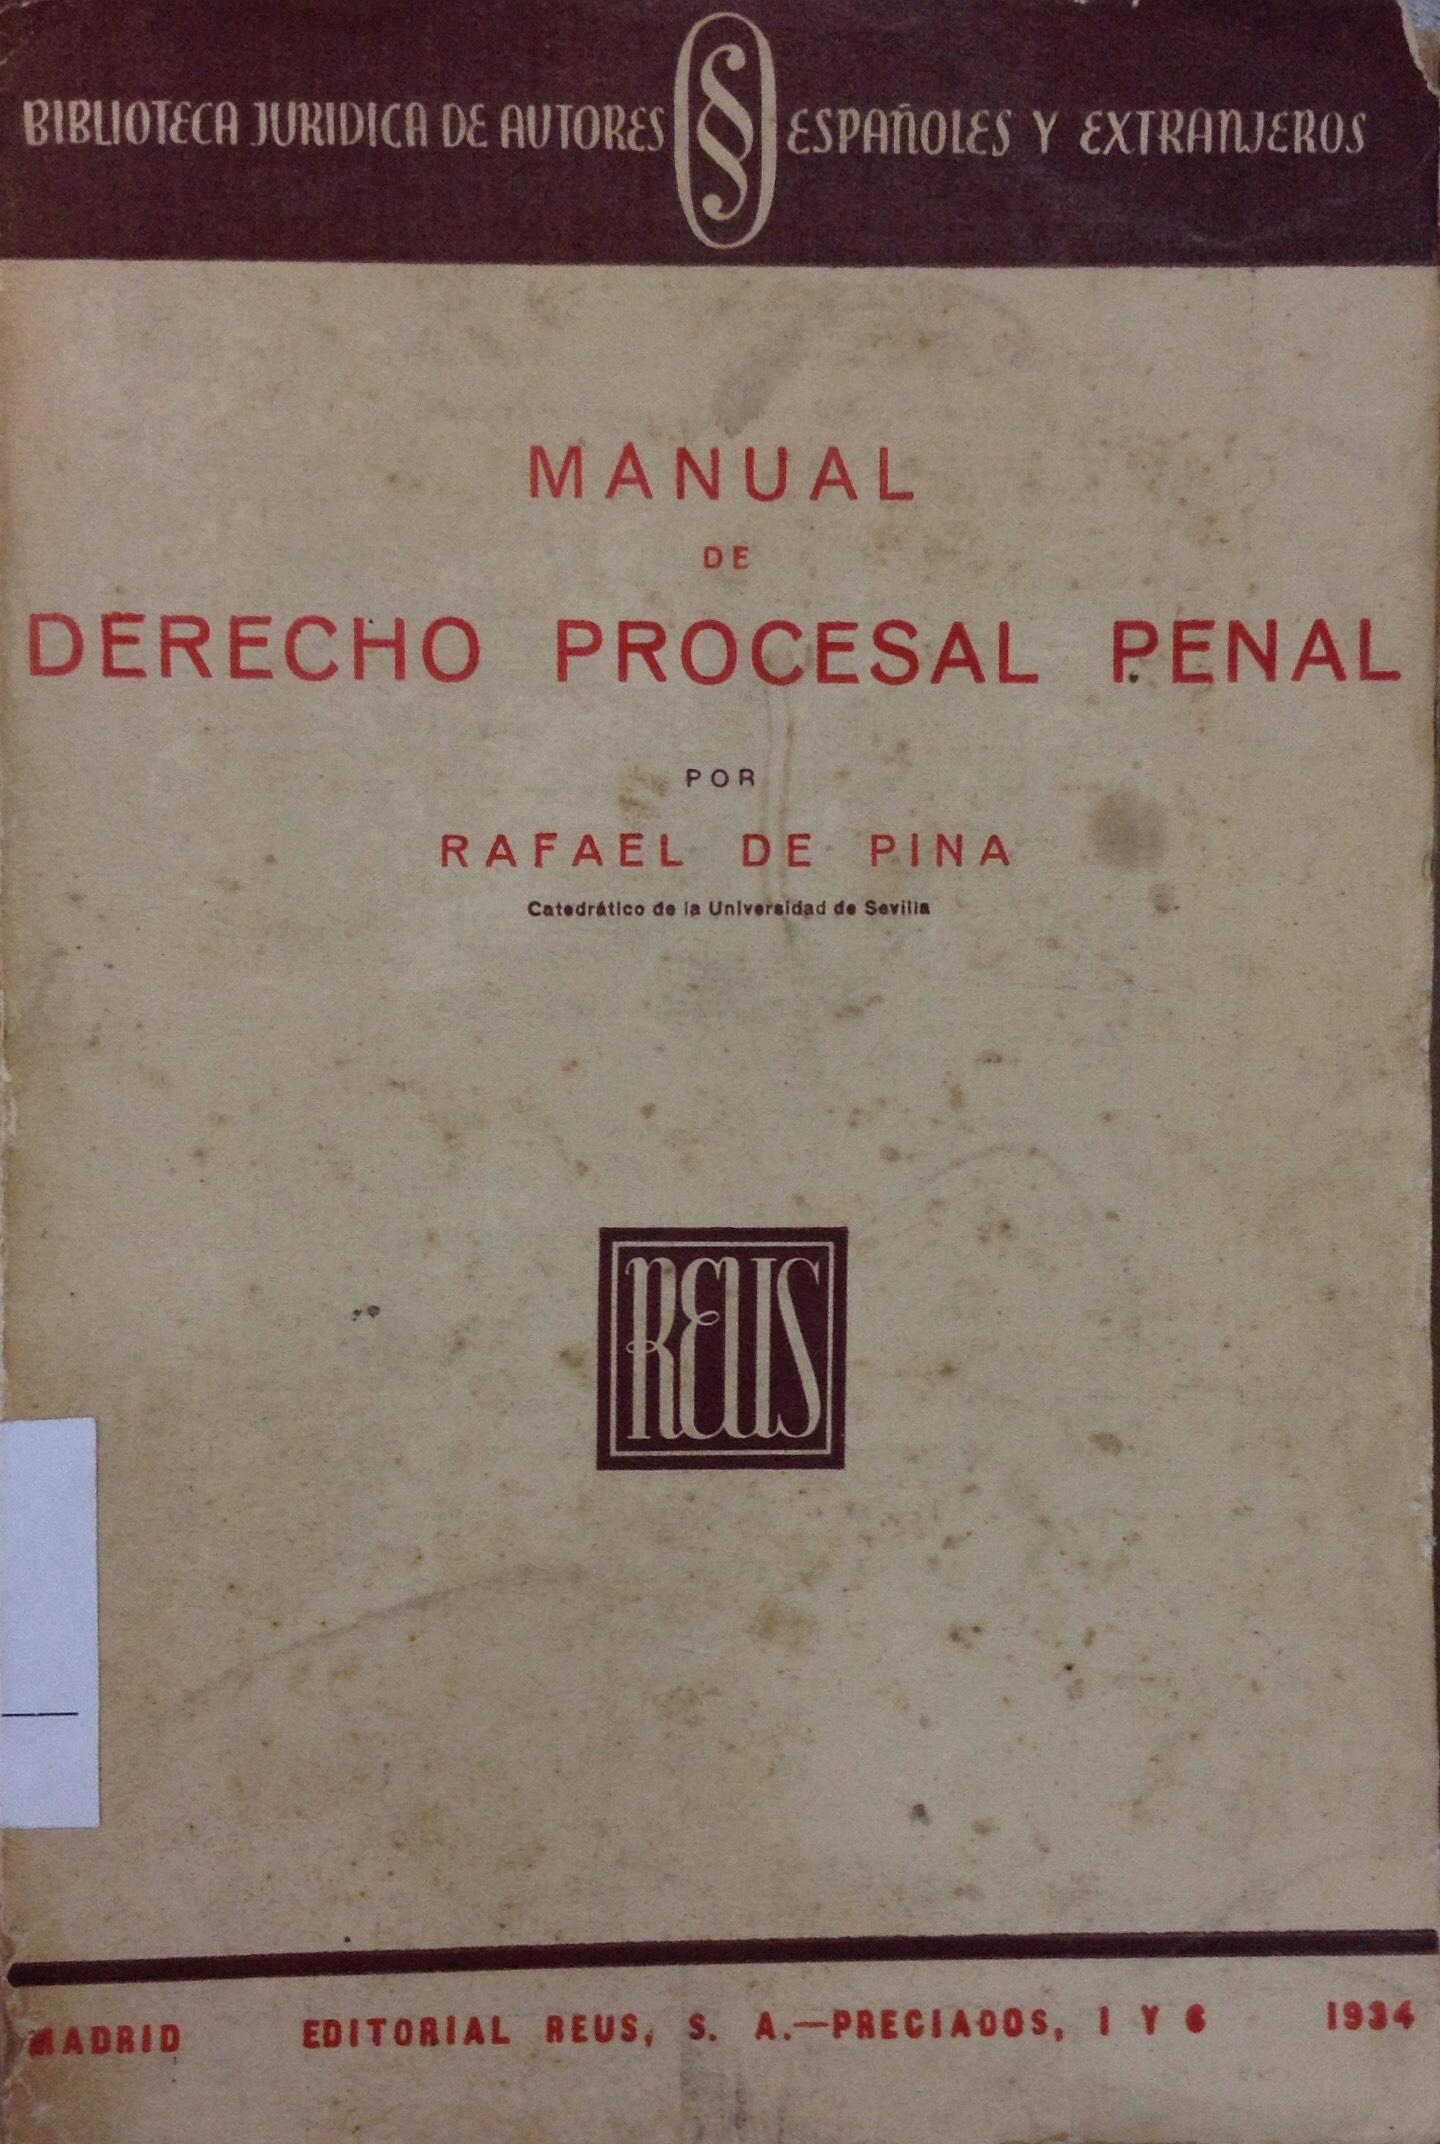 BIBLIOTECA JURIDICA DE AUTORES § ESPAÑOLES Y EXTRANJEROS
MANUAL
DE
DERECHO PROCESAL PENAL
POR
RAFAEL DE PINA
Catedrático de la Universidad de Sevilla
REUS
MADRID EDITORIAL REUS, S. A.—PRECIADOS, 1 Y 6 1934